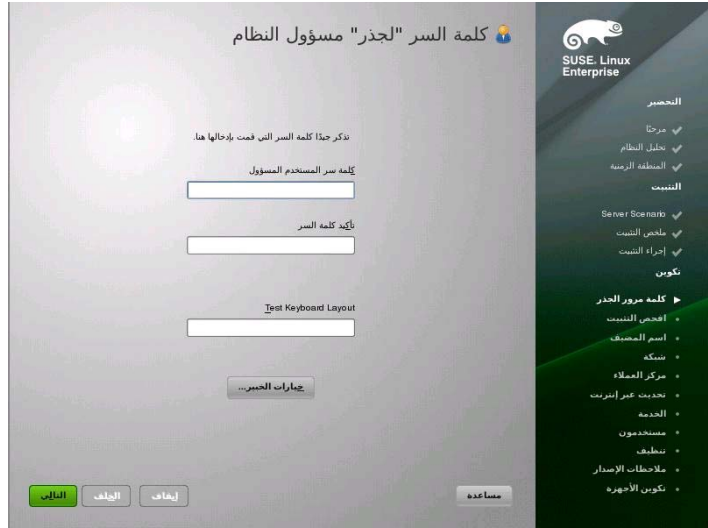 SUSE. Linux
Enterprise
التحضير
مرحبًا
تحليل النظام
المنطقة الزمنية
التثبيت
Server Scenario
ملخص التثبيت
إجراء التثبيت
تكوين
كلمة مرور الجذر
افحص التثبيت
اسم المضيف
شبكة
مركز العملاء
تحديث عبر إنترنت
الخدمة
مستخدمون
تنظيف
ملاحظات الإصدار
تكوين الأجهزة
كلمة السر "لجذر" مسؤول النظام
تذكر جيدًا كلمة السر التي قمت بإدخالها هنا.
كلمة سر المستخدم المسؤول
تأكيد كلمة السر
Test Keyboard Layout
خيارات الخبير...
مساعدة
إيقاف
الخلف
التالي